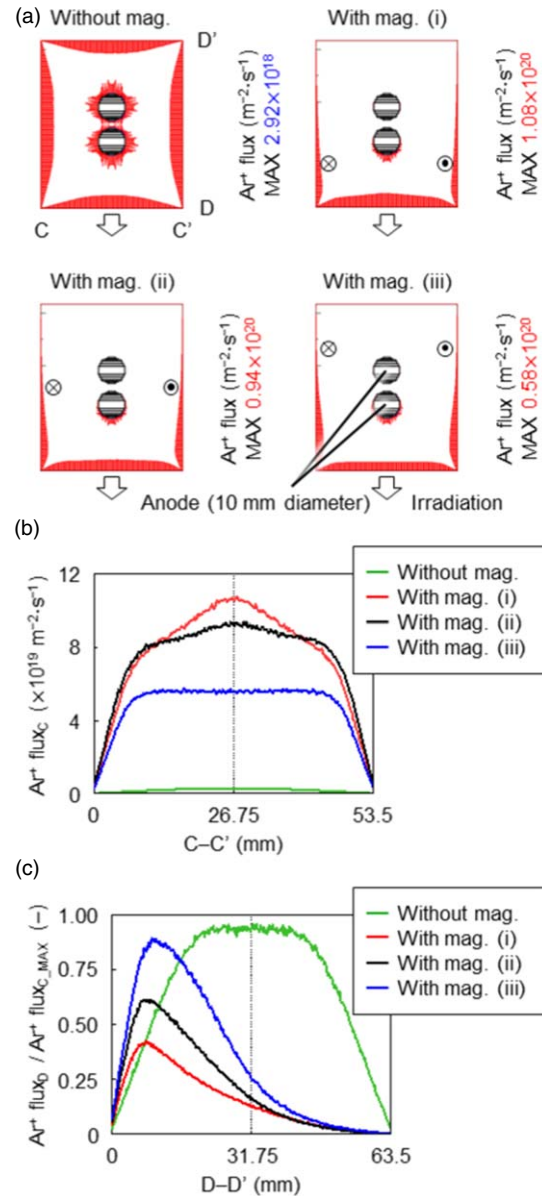 (a)
Without mag.
D'
D
C
C'
Ar⁺ flux (m⁻²·s⁻¹)
MAX 2.92×10¹⁸
With mag. (i)
Ar⁺ flux (m⁻²·s⁻¹)
MAX 1.08×10²⁰
With mag. (ii)
Ar⁺ flux (m⁻²·s⁻¹)
MAX 0.94×10²⁰
With mag. (iii)
Ar⁺ flux (m⁻²·s⁻¹)
MAX 0.58×10²⁰
Anode (10 mm diameter)
Irradiation
(b)
Without mag.
With mag. (i)
With mag. (ii)
With mag. (iii)
Ar⁺ flux_C (×10¹⁹ m⁻²·s⁻¹)
12
8
4
0
0
26.75
53.5
C–C' (mm)
(c)
Without mag.
With mag. (i)
With mag. (ii)
With mag. (iii)
Ar⁺ flux_D / Ar⁺ flux_C_MAX (–)
1.00
0.75
0.50
0.25
0
0
31.75
63.5
D–D' (mm)